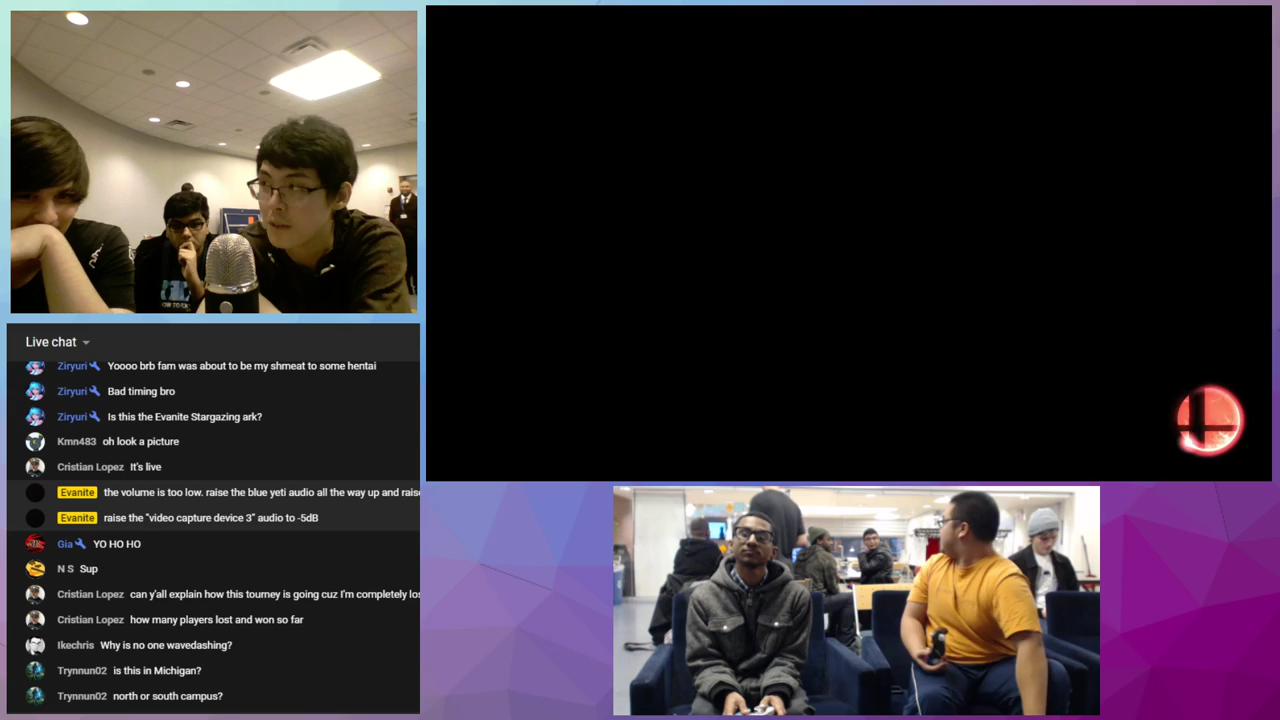 Live chat
Ziryuri Yoooo brb fam was about to be my shmeat to some hentai
Ziryuri Bad timing bro
Ziryuri Is this the Evanite Stargazing ark?
Kmn483 oh look a picture
Cristian Lopez It's live
Evanite the volume is too low. raise the blue yeti audio all the way up and raise
Evanite raise the "video capture device 3" audio to -5dB
Gia YO HO HO
N S Sup
Cristian Lopez can y'all explain how this tourney is going cuz I'm completely los
Cristian Lopez how many players lost and won so far
Ikechris Why is no one wavedashing?
Trynnun02 is this in Michigan?
Trynnun02 north or south campus?